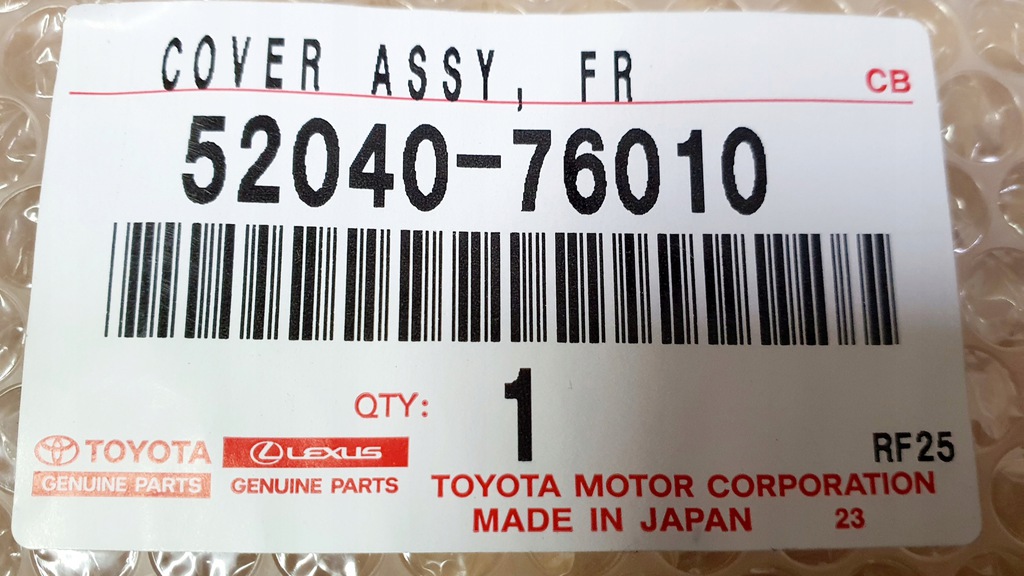 COVER ASSY, FR
CB
52040-76010
QTY: 1
RF25
TOYOTA
GENUINE PARTS
LEXUS
GENUINE PARTS
TOYOTA MOTOR CORPORATION
MADE IN JAPAN 23